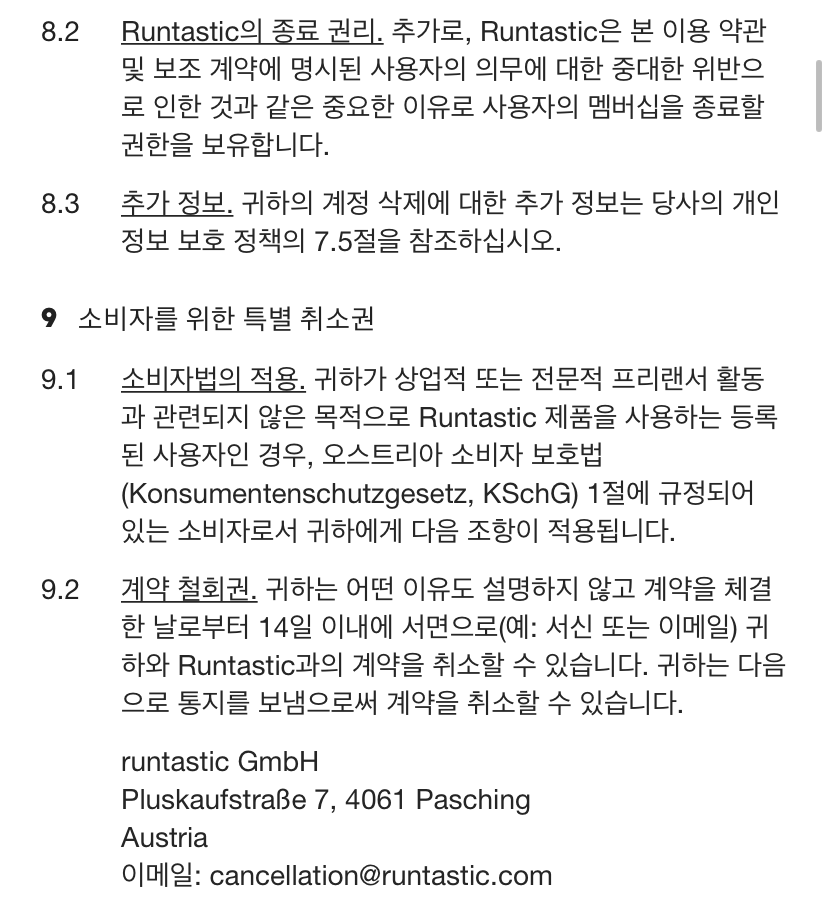 8.2 Runtastic의 종료 권리. 추가로, Runtastic은 본 이용 약관
및 보조 계약에 명시된 사용자의 의무에 대한 중대한 위반으
로 인한 것과 같은 중요한 이유로 사용자의 멤버십을 종료할
권한을 보유합니다.
8.3 추가 정보. 귀하의 계정 삭제에 대한 추가 정보는 당사의 개인
정보 보호 정책의 7.5절을 참조하십시오.
9 소비자를 위한 특별 취소권
9.1 소비자법의 적용. 귀하가 상업적 또는 전문적 프리랜서 활동
과 관련되지 않은 목적으로 Runtastic 제품을 사용하는 등록
된 사용자인 경우, 오스트리아 소비자 보호법
(Konsumentenschutzgesetz, KSchG) 1절에 규정되어
있는 소비자로서 귀하에게 다음 조항이 적용됩니다.
9.2 계약 철회권. 귀하는 어떤 이유도 설명하지 않고 계약을 체결
한 날로부터 14일 이내에 서면으로(예: 서신 또는 이메일) 귀
하와 Runtastic과의 계약을 취소할 수 있습니다. 귀하는 다음
으로 통지를 보냄으로써 계약을 취소할 수 있습니다.
runtastic GmbH
Pluskaufstraße 7, 4061 Pasching
Austria
이메일: cancellation@runtastic.com